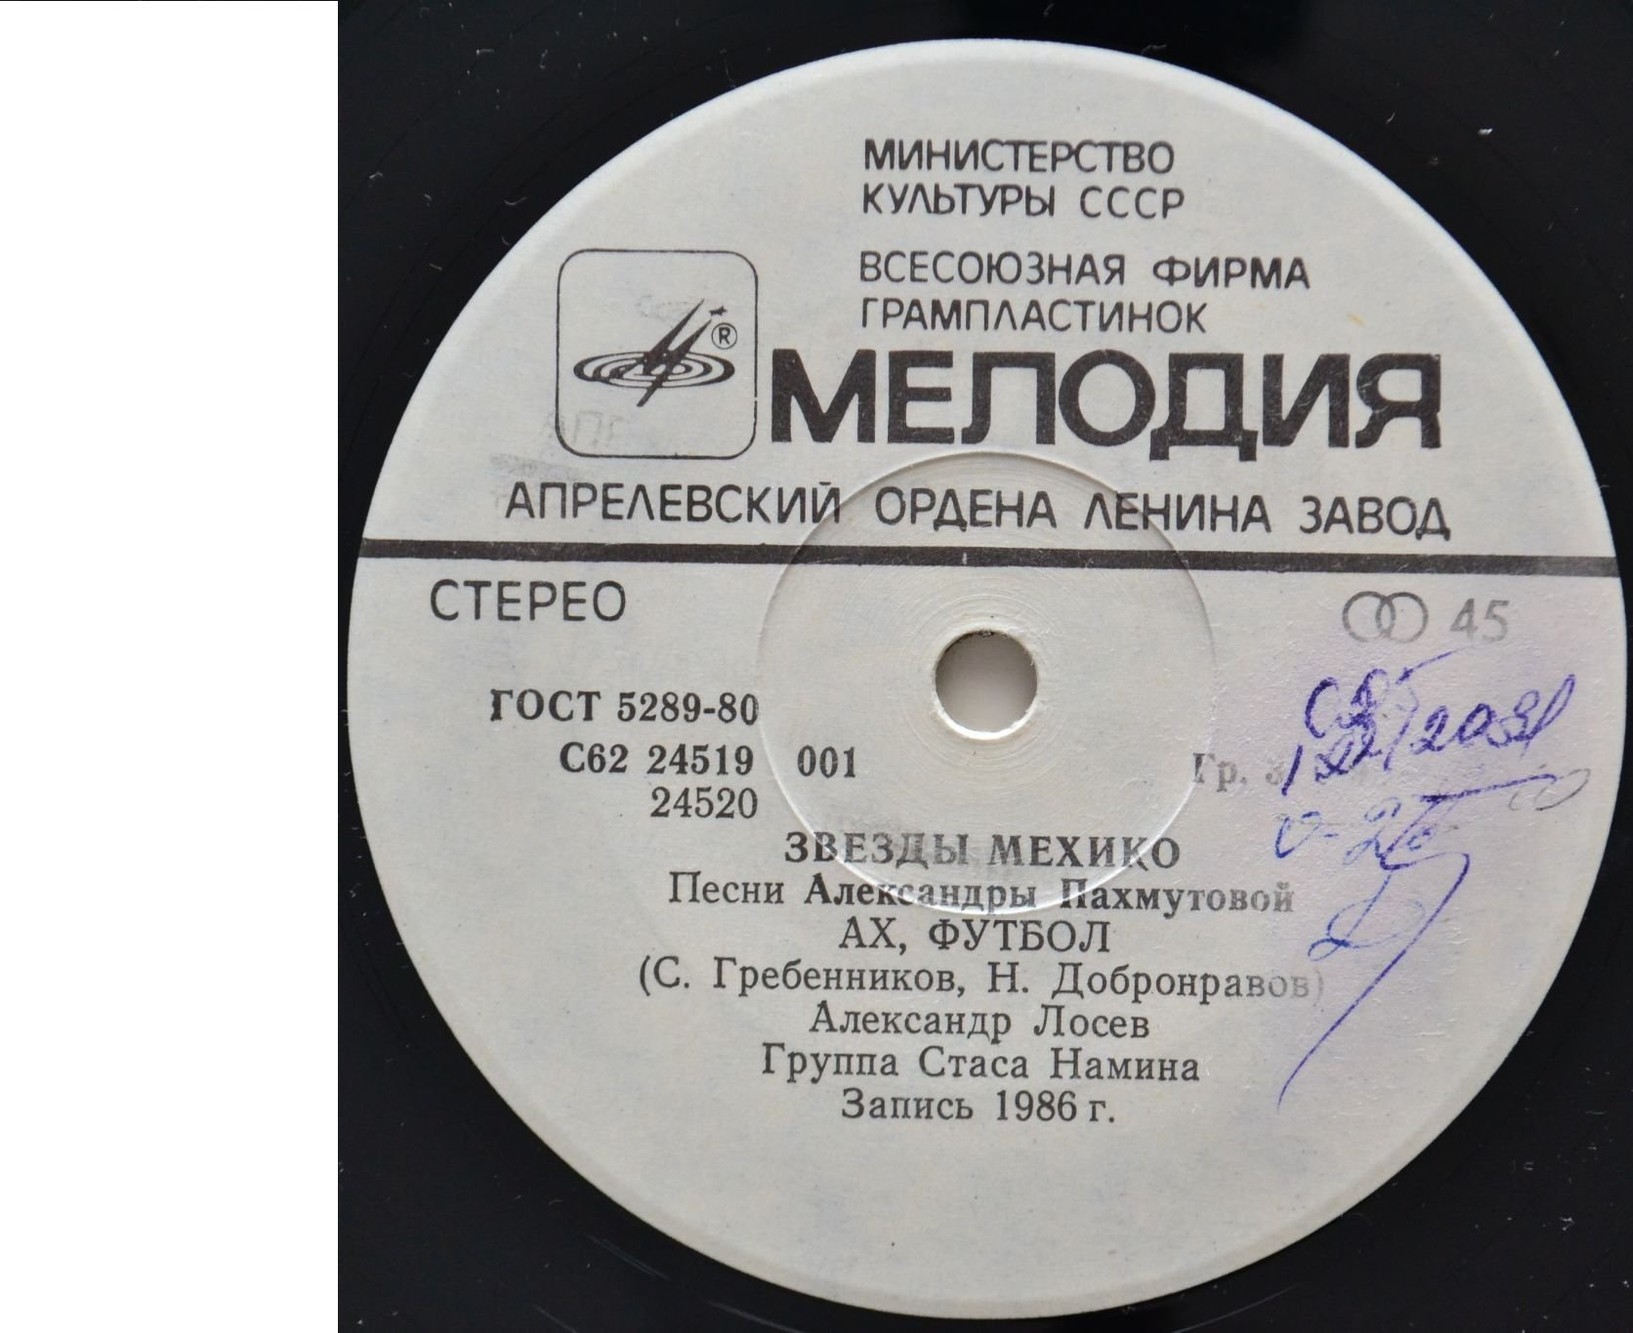 МИНИСТЕРСТВО
КУЛЬТУРЫ СССР
ВСЕСОЮЗНАЯ ФИРМА
ГРАМПЛАСТИНОК
®
МЕЛОДИЯ
АПРЕЛЕВСКИЙ ОРДЕНА ЛЕНИНА ЗАВОД
СТЕРЕО
45
ГОСТ 5289-80
С62 24519 001
Гр.
24520
ЗВЕЗДЫ МЕХИКО
Песни Александры Пахмутовой
АХ, ФУТБОЛ
(С. Гребенников, Н. Добронравов)
Александр Лосев
Группа Стаса Намина
Запись 1986 г.